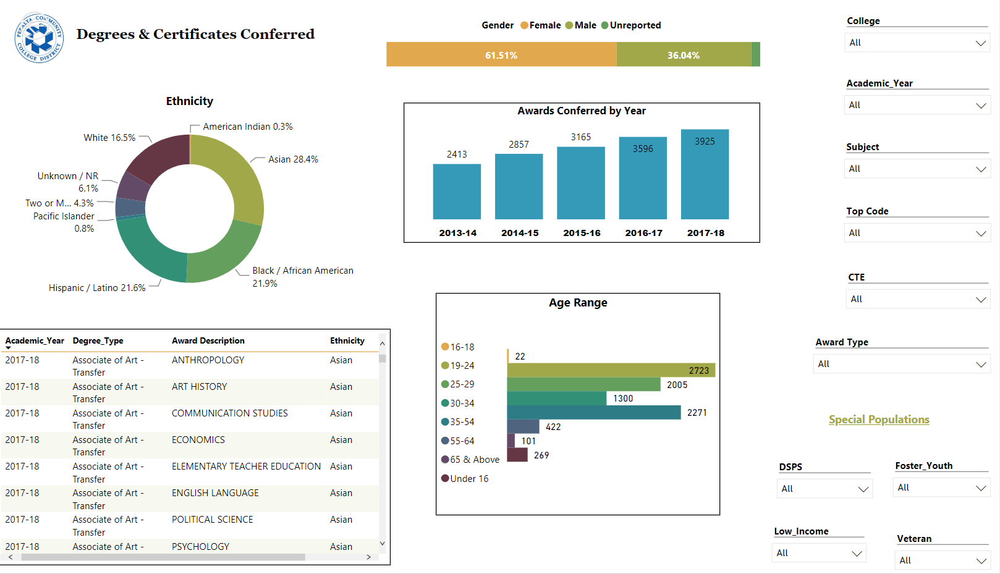 PERALTA COMMUNITY COLLEGE DISTRICT
Degrees & Certificates Conferred
Gender Female Male Unreported
61.51% 36.04%
Ethnicity
American Indian 0.3%
White 16.5%
Asian 28.4%
Unknown / NR
6.1%
Two or M... 4.3%
Pacific Islander
0.8%
Black / African American
21.9%
Hispanic / Latino 21.6%
Awards Conferred by Year
2413 2857 3165 3596 3925
2013-14 2014-15 2015-16 2016-17 2017-18
Academic_Year Degree_Type Award Description Ethnicity
2017-18 Associate of Art - ANTHROPOLOGY Asian
Transfer
2017-18 Associate of Art - ART HISTORY Asian
Transfer
2017-18 Associate of Art - COMMUNICATION STUDIES Asian
Transfer
2017-18 Associate of Art - ECONOMICS Asian
Transfer
2017-18 Associate of Art - ELEMENTARY TEACHER EDUCATION Asian
Transfer
2017-18 Associate of Art - ENGLISH LANGUAGE Asian
Transfer
2017-18 Associate of Art - POLITICAL SCIENCE Asian
Transfer
2017-18 Associate of Art - PSYCHOLOGY Asian
Age Range
16-18
19-24
25-29
30-34
35-54
55-64
65 & Above
Under 16
22
2723
2005
1300
2271
422
101
269
College
All
Academic_Year
All
Subject
All
Top Code
All
CTE
All
Award Type
All
Special Populations
DSPS
All
Foster_Youth
All
Low_Income
All
Veteran
All